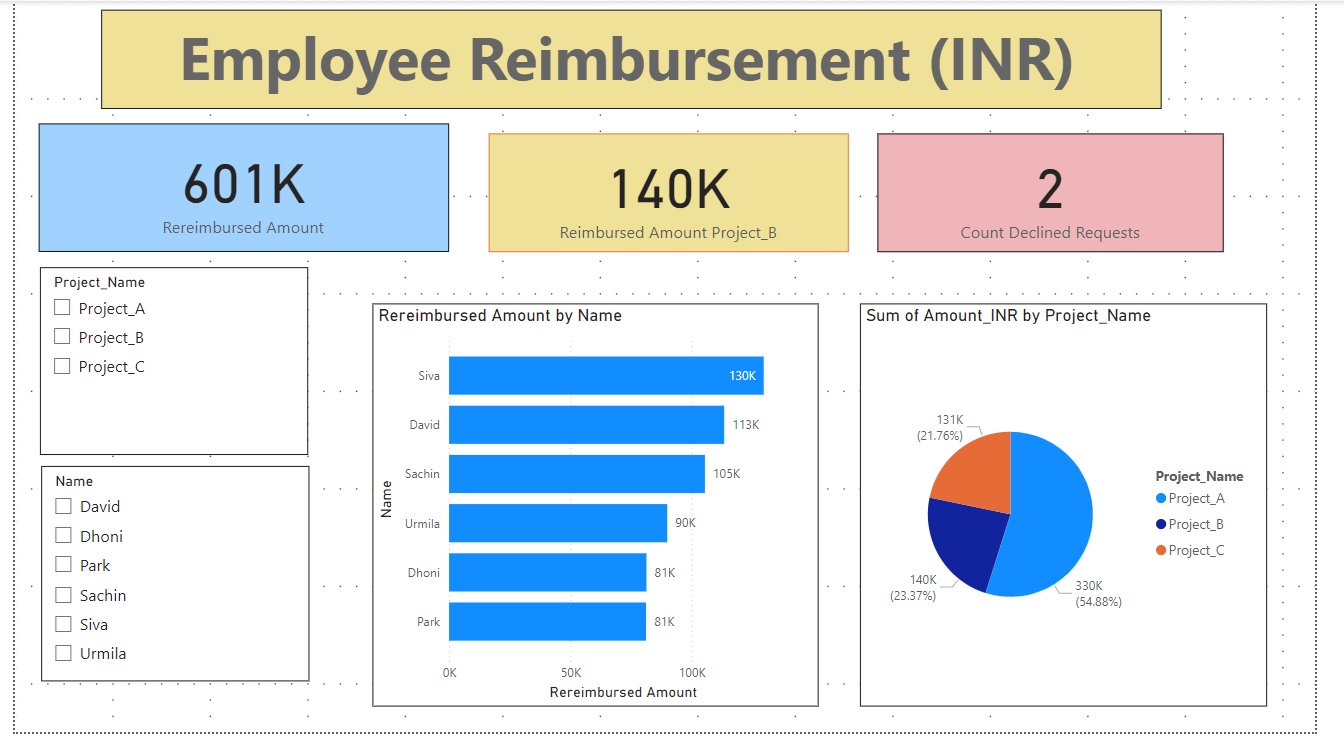 Employee Reimbursement (INR)
601K
Rereimbursed Amount
140K
Reimbursed Amount Project_B
2
Count Declined Requests
Project_Name
Project_A
Project_B
Project_C
Name
David
Dhoni
Park
Sachin
Siva
Urmila
Rereimbursed Amount by Name
Name
Siva 130K
David 113K
Sachin 105K
Urmila 90K
Dhoni 81K
Park 81K
0K 50K 100K
Rereimbursed Amount
Sum of Amount_INR by Project_Name
131K
(21.76%)
140K
(23.37%)
330K
(54.88%)
Project_Name
Project_A
Project_B
Project_C